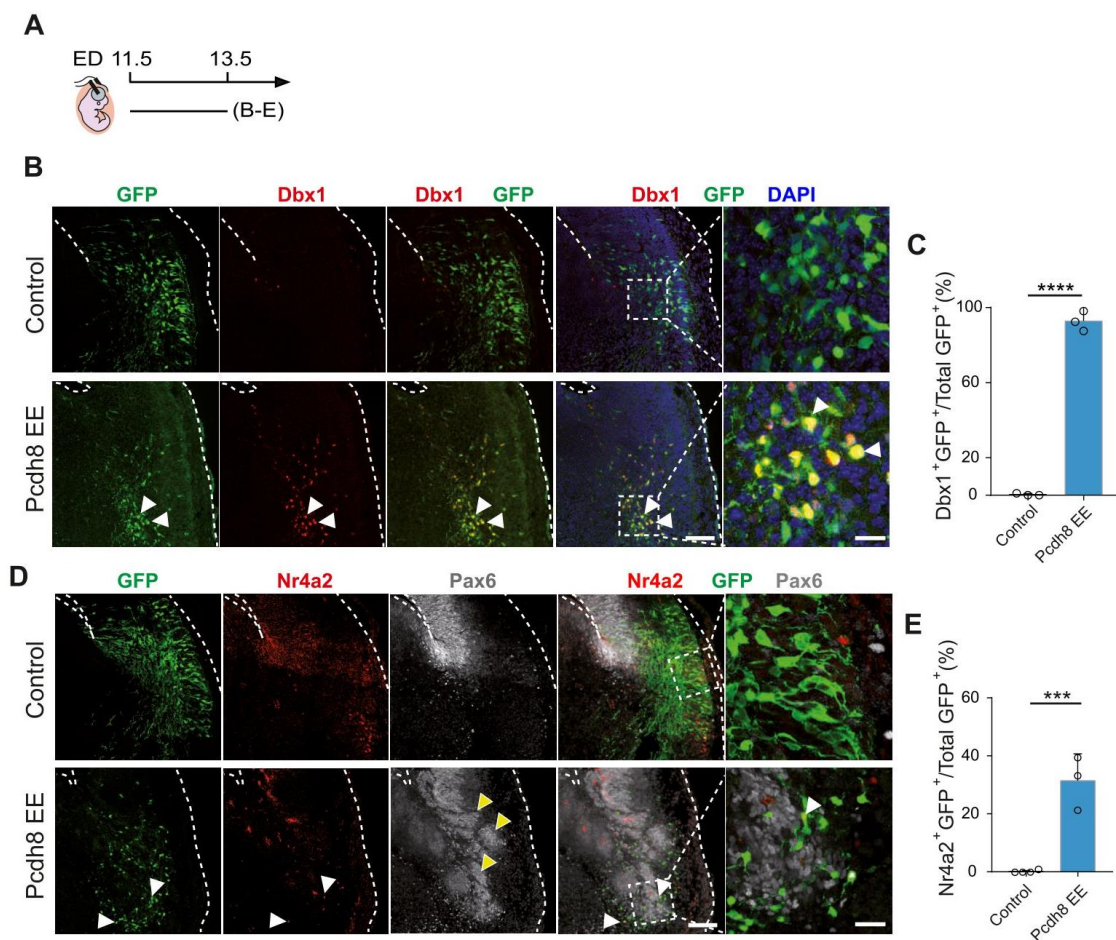 A
ED 11.5 13.5
(B-E)
B
GFP Dbx1 Dbx1 GFP Dbx1 GFP DAPI
Control
Pcdh8 EE
C
Dbx1+GFP+/Total GFP+(%)
****
100
60
20
0
Control
Pcdh8 EE
D
GFP Nr4a2 Pax6 Nr4a2 GFP Pax6
Control
Pcdh8 EE
E
Nr4a2+GFP+/Total GFP+(%)
***
60
40
20
0
Control
Pcdh8 EE